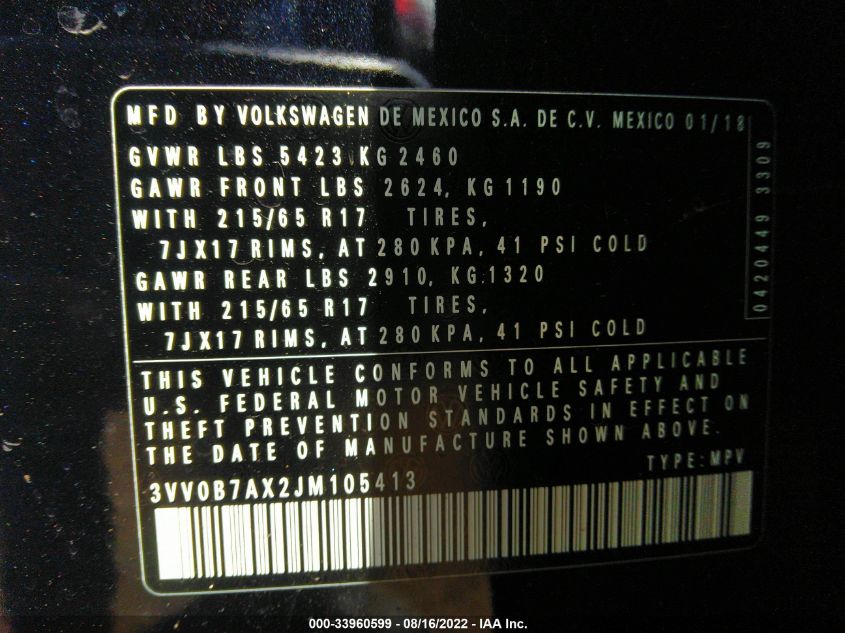 MFD BY VOLKSWAGEN DE MEXICO S.A. DE C.V. MEXICO 01/18
GVWR LBS 5423 KG 2460
GAWR FRONT LBS 2624, KG 1190
WITH 215/65 R17 TIRES,
7JX17 RIMS, AT 280 KPA, 41 PSI COLD
GAWR REAR LBS 2910, KG 1320
WITH 215/65 R17 TIRES,
7JX17 RIMS, AT 280 KPA, 41 PSI COLD
0420449 3309
THIS VEHICLE CONFORMS TO ALL APPLICABLE
U.S. FEDERAL MOTOR VEHICLE SAFETY AND
THEFT PREVENTION STANDARDS IN EFFECT ON
THE DATE OF MANUFACTURE SHOWN ABOVE.
TYPE: MPV
3VV0B7AX2JM105413
000-33960599 - 08/16/2022 - IAA Inc.